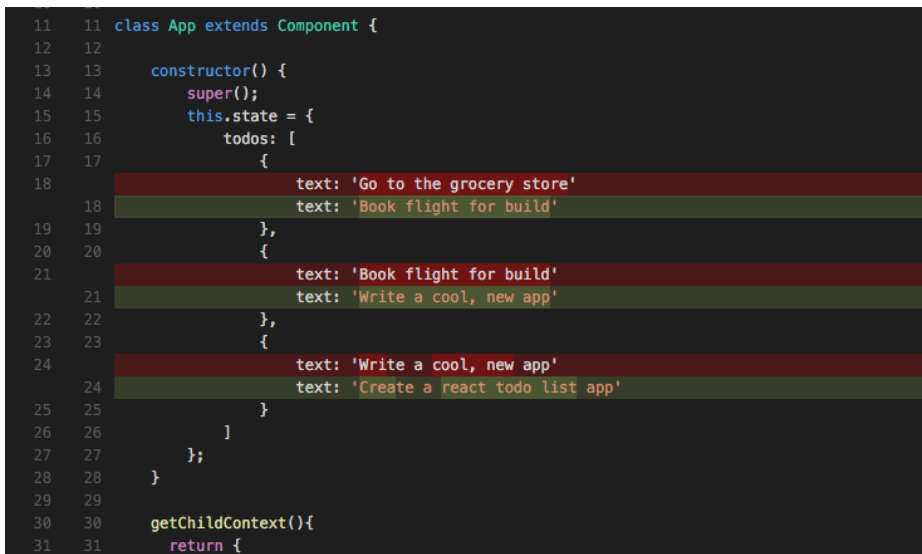 11 11 class App extends Component {
12 12
13 13 constructor() {
14 14 super();
15 15 this.state = {
16 16 todos: [
17 17 {
18 text: 'Go to the grocery store'
18 text: 'Book flight for build'
19 19 },
20 20 {
21 text: 'Book flight for build'
21 text: 'Write a cool, new app'
22 22 },
23 23 {
24 text: 'Write a cool, new app'
24 text: 'Create a react todo list app'
25 25 }
26 26 ]
27 27 };
28 28 }
29 29
30 30 getChildContext(){
31 31 return {